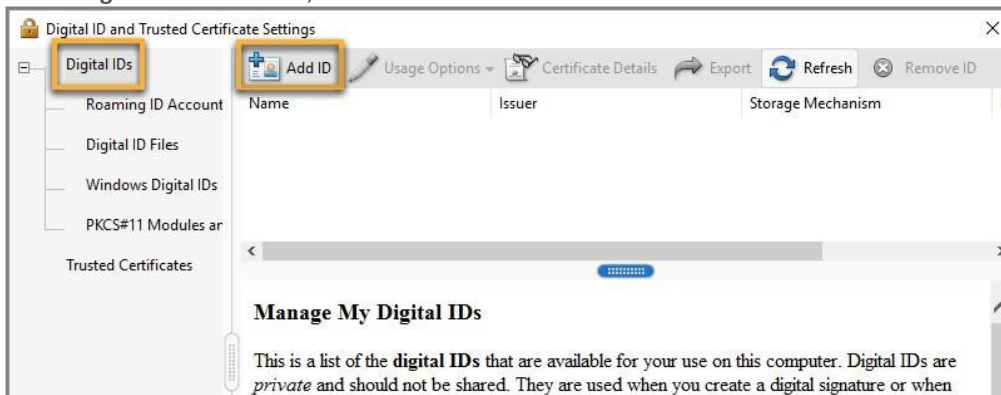 Digital ID and Trusted Certificate Settings
Digital IDs
Add ID Usage Options Certificate Details Export Refresh Remove ID
Roaming ID Account
Name Issuer Storage Mechanism
Digital ID Files
Windows Digital IDs
PKCS#11 Modules ar
Trusted Certificates
Manage My Digital IDs
This is a list of the digital IDs that are available for your use on this computer. Digital IDs are
private and should not be shared. They are used when you create a digital signature or when